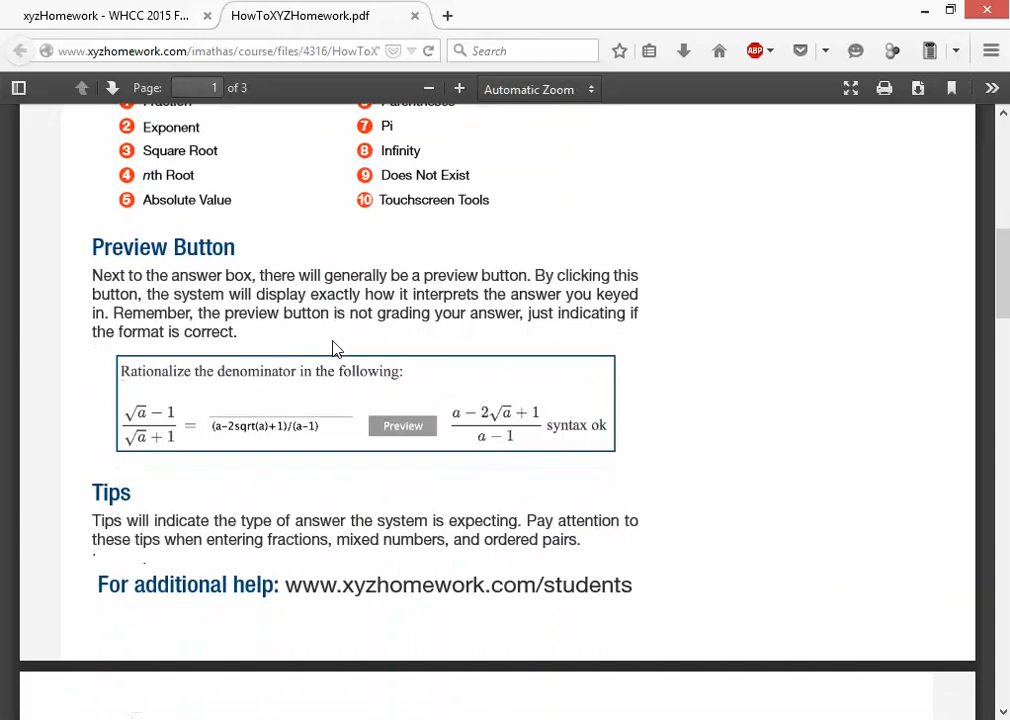 xyzHomework - WHCC 2015 F...
HowToXYZHomework.pdf
www.xyzhomework.com/imathas/course/files/4316/HowToX
Search
ABP
Page: 1 of 3
Automatic Zoom
1 Fraction
6 Parentheses
2 Exponent
7 Pi
3 Square Root
8 Infinity
4 nth Root
9 Does Not Exist
5 Absolute Value
10 Touchscreen Tools
Preview Button
Next to the answer box, there will generally be a preview button. By clicking this
button, the system will display exactly how it interprets the answer you keyed
in. Remember, the preview button is not grading your answer, just indicating if
the format is correct.
Rationalize the denominator in the following:
(√a − 1)/(√a + 1) = (a-2sqrt(a)+1)/(a-1) Preview (a − 2√a + 1)/(a − 1) syntax ok
Tips
Tips will indicate the type of answer the system is expecting. Pay attention to
these tips when entering fractions, mixed numbers, and ordered pairs.
For additional help: www.xyzhomework.com/students